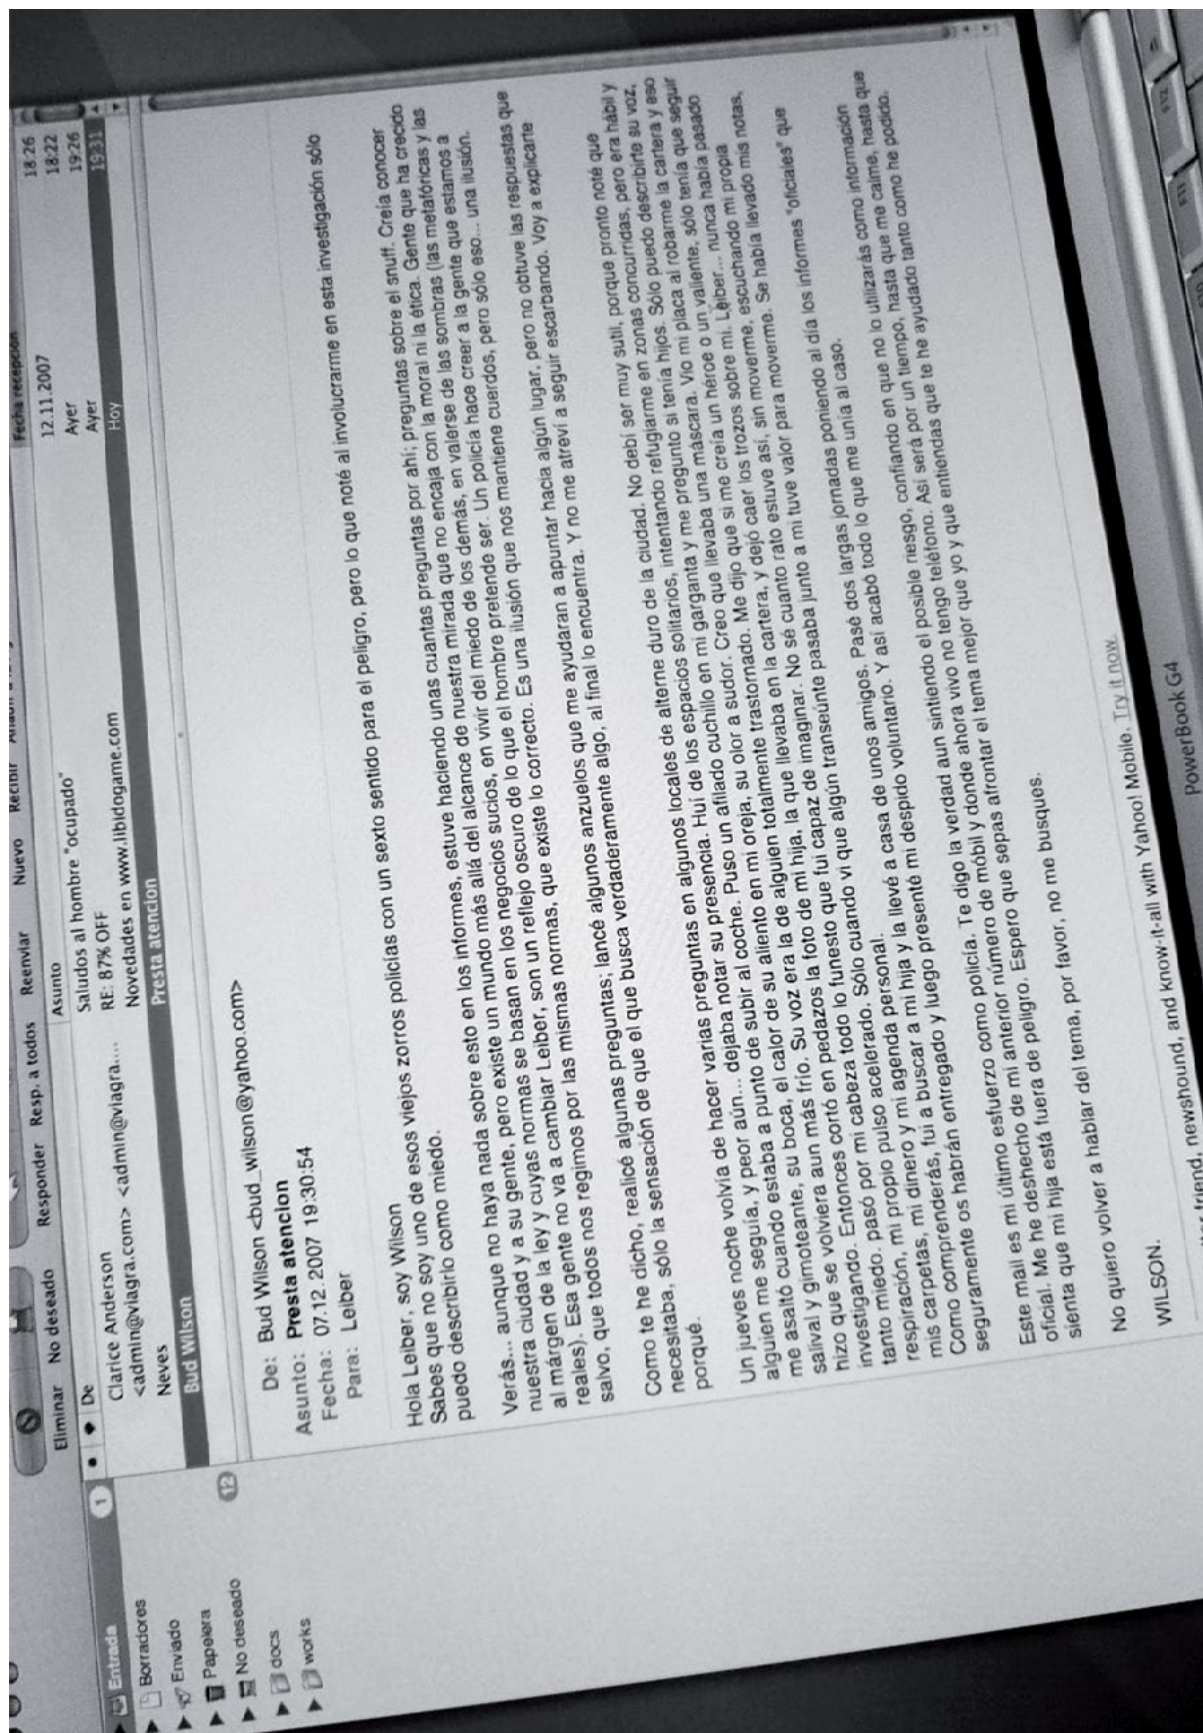 Eliminar No deseado Responder Resp. a todos Reenviar Nuevo Recibir
De Asunto Fecha recepción
Clarice Anderson Saludos al hombre "ocupado" 12.11.2007 18:26
<admin@viagra.com> <admin@viagra.... RE: 87% OFF Ayer 18:22
Neves Novedades en www.libidogame.com Ayer 19:26
Bud Wilson Presta atencion Hoy 19:31
Entrada 1
Borradores
Enviado
Papelera
No deseado 12
docs
works
De: Bud Wilson <bud_wilson@yahoo.com>
Asunto: Presta atencion
Fecha: 07.12.2007 19:30:54
Para: Leiber
Hola Leiber, soy Wilson
Sabes que no soy uno de esos viejos zorros policías con un sexto sentido para el peligro, pero lo que noté al involucrarme en esta investigación sólo
puedo describirlo como miedo.
Verás... aunque no haya nada sobre esto en los informes, estuve haciendo unas cuantas preguntas por ahí; preguntas sobre el snuff. Creía conocer
nuestra ciudad y a su gente, pero existe un mundo más allá del alcance de nuestra mirada que no encaja con la moral ni la ética. Gente que ha crecido
al márgen de la ley y cuyas normas se basan en los negocios sucios, en vivir del miedo de los demás, en valerse de las sombras (las metafóricas y las
reales). Esa gente no va a cambiar Leiber, son un reflejo oscuro de lo que el hombre pretende ser. Un policía hace creer a la gente que estamos a
salvo, que todos nos regimos por las mismas normas, que existe lo correcto. Es una ilusión que nos mantiene cuerdos, pero sólo eso... una ilusión.
Como te he dicho, realicé algunas preguntas; lancé algunos anzuelos que me ayudaran a apuntar hacia algún lugar, pero no obtuve las respuestas que
necesitaba, sólo la sensación de que el que busca verdaderamente algo, al final lo encuentra. Y no me atreví a seguir escarbando. Voy a explicarte
porqué.
Un jueves noche volvía de hacer varias preguntas en algunos locales de alterne duro de la ciudad. No debí ser muy sutil, porque pronto noté que
alguien me seguía, y peor aún... dejaba notar su presencia. Huí de los espacios solitarios, intentando refugiarme en zonas concurridas, pero era hábil y
me asaltó cuando estaba a punto de subir al coche. Puso un afilado cuchillo en mi garganta y me pregunto si tenía hijos. Sólo puedo describirte su voz,
salival y gimoteante, su boca, el calor de su aliento en mi oreja, su olor a sudor. Creo que llevaba una máscara. Vio mi placa al robarme la cartera y eso
hizo que se volviera aun más frío. Su voz era la de alguien totalmente trastornado. Me dijo que si me creía un héroe o un valiente, sólo tenía que seguir
investigando. Entonces cortó en pedazos la foto de mi hija, la que llevaba en la cartera, y dejó caer los trozos sobre mí. Leiber... nunca había pasado
tanto miedo. pasó por mi cabeza todo lo funesto que fui capaz de imaginar. No sé cuanto rato estuve así, sin moverme, escuchando mi propia
respiración, mi propio pulso acelerado. Sólo cuando vi que algún transeúnte pasaba junto a mi tuve valor para moverme. Se había llevado mis notas,
mis carpetas, mi dinero y mi agenda personal.
Como comprenderás, fui a buscar a mi hija y la llevé a casa de unos amigos. Pasé dos largas jornadas poniendo al día los informes "oficiales" que
seguramente os habrán entregado y luego presenté mi despido voluntario. Y así acabó todo lo que me unía al caso.
Este mail es mi último esfuerzo como policía. Te digo la verdad aun sintiendo el posible riesgo, confiando en que no lo utilizarás como información
oficial. Me he deshecho de mi anterior número de móbil y donde ahora vivo no tengo teléfono. Así será por un tiempo, hasta que me calme, hasta que
sienta que mi hija está fuera de peligro. Espero que sepas afrontar el tema mejor que yo y que entiendas que te he ayudado tanto como he podido.
No quiero volver a hablar del tema, por favor, no me busques.
WILSON.
friend, newshound, and know-it-all with Yahoo! Mobile. Try it now.
PowerBook G4
F11
F12